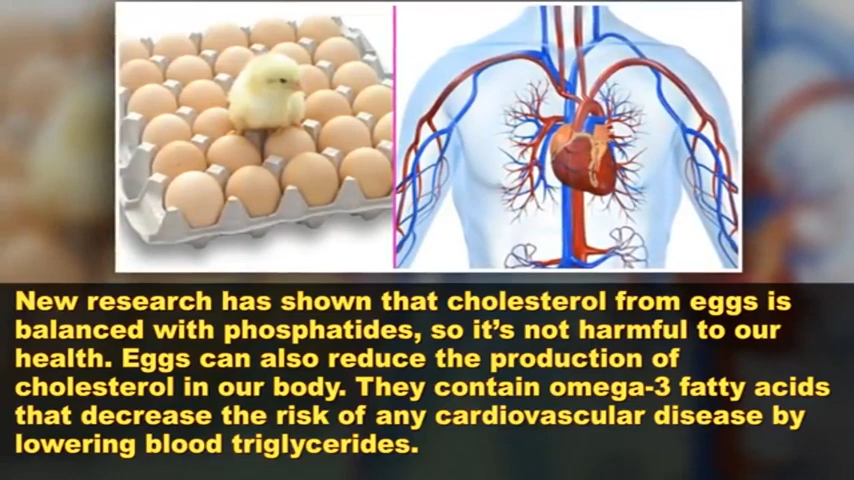 New research has shown that cholesterol from eggs is
balanced with phosphatides, so it’s not harmful to our
health. Eggs can also reduce the production of
cholesterol in our body. They contain omega-3 fatty acids
that decrease the risk of any cardiovascular disease by
lowering blood triglycerides.